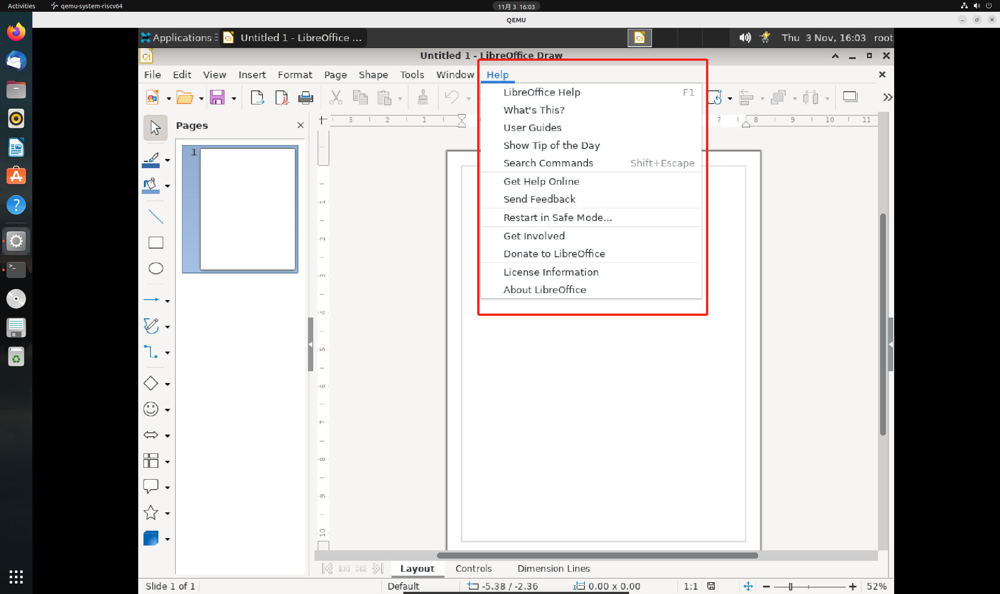 Activities qemu-system-riscv64 11月 3 16:03
QEMU
Applications Untitled 1 - LibreOffice ... Thu 3 Nov, 16:03 root
Untitled 1 - LibreOffice Draw
File Edit View Insert Format Page Shape Tools Window Help
LibreOffice Help F1
What's This?
User Guides
Show Tip of the Day
Search Commands Shift+Escape
Get Help Online
Send Feedback
Restart in Safe Mode...
Get Involved
Donate to LibreOffice
License Information
About LibreOffice
3 2 1 7 8 9 10 11
Pages
1
1
2
3
4
5
6
7
8
9
10
Layout Controls Dimension Lines
Slide 1 of 1 Default -5.38 / -2.36 0.00 x 0.00 1:1 52%